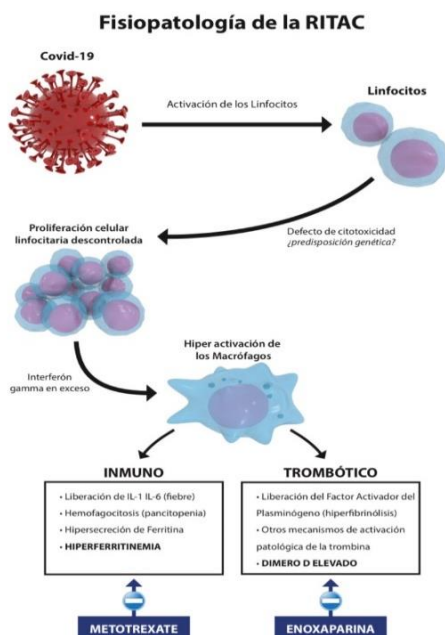 Fisiopatología de la RITAC
Covid-19
Activación de los Linfocitos
Linfocitos
Defecto de citotoxicidad
¿predisposición genética?
Proliferación celular
linfocitaria descontrolada
Interferón
gamma en exceso
Hiper activación de
los Macrófagos
INMUNO
• Liberación de IL-1 IL-6 (fiebre)
• Hemofagocitosis (pancitopenia)
• Hipersecreción de Ferritina
• HIPERFERRITINEMIA
METOTREXATE
TROMBÓTICO
• Liberación del Factor Activador del
Plasminógeno (hiperfibrinólisis)
• Otros mecanismos de activación
patológica de la trombina
• DIMERO D ELEVADO
ENOXAPARINA